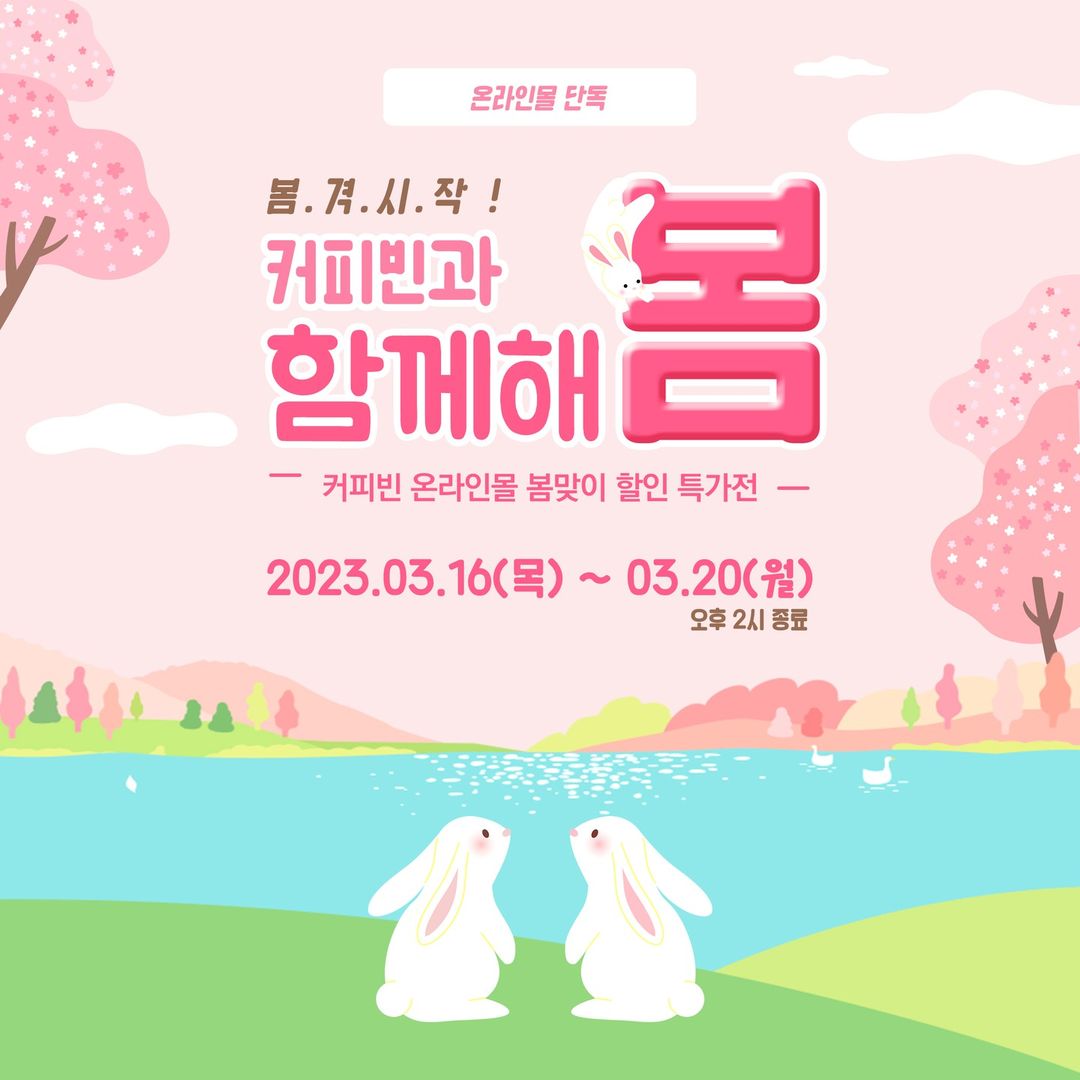 온라인몰 단독
봄.겨.시.작 !
커피빈과
함께해 봄
커피빈 온라인몰 봄맞이 할인 특가전
2023.03.16(목) ~ 03.20(월)
오후 2시 종료